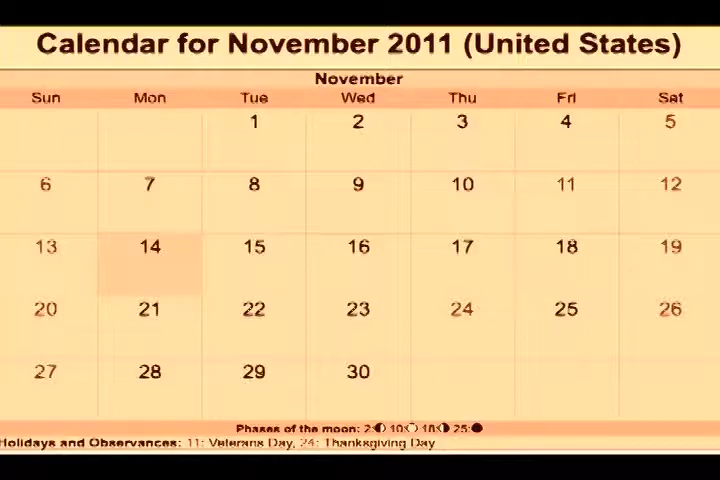 Calendar for November 2011 (United States)
November
Sun Mon Tue Wed Thu Fri Sat
1 2 3 4 5
6 7 8 9 10 11 12
13 14 15 16 17 18 19
20 21 22 23 24 25 26
27 28 29 30
Phases of the moon: 2: 10: 18: 25:
Holidays and Observances: 11: Veterans Day, 24: Thanksgiving Day